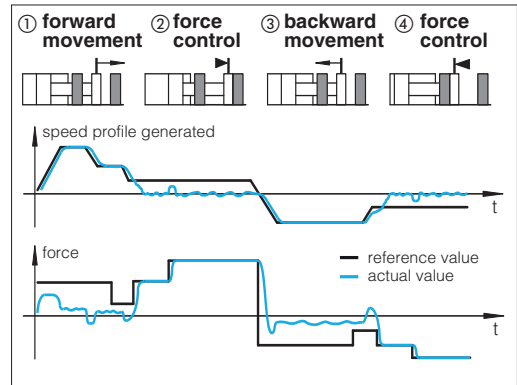 ① forward movement
② force control
③ backward movement
④ force control
speed profile generated
t
force
reference value
actual value
t